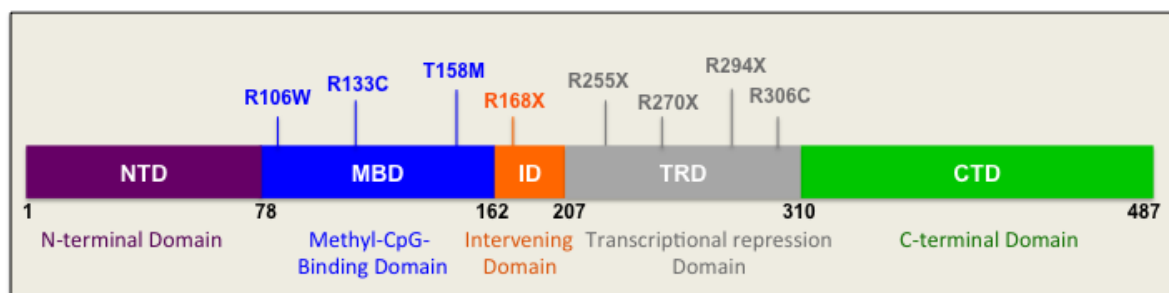 R106W R133C T158M R168X R255X R270X R294X R306C
NTD MBD ID TRD CTD
1 78 162 207 310 487
N-terminal Domain
Methyl-CpG-
Binding Domain
Intervening
Domain
Transcriptional repression
Domain
C-terminal Domain